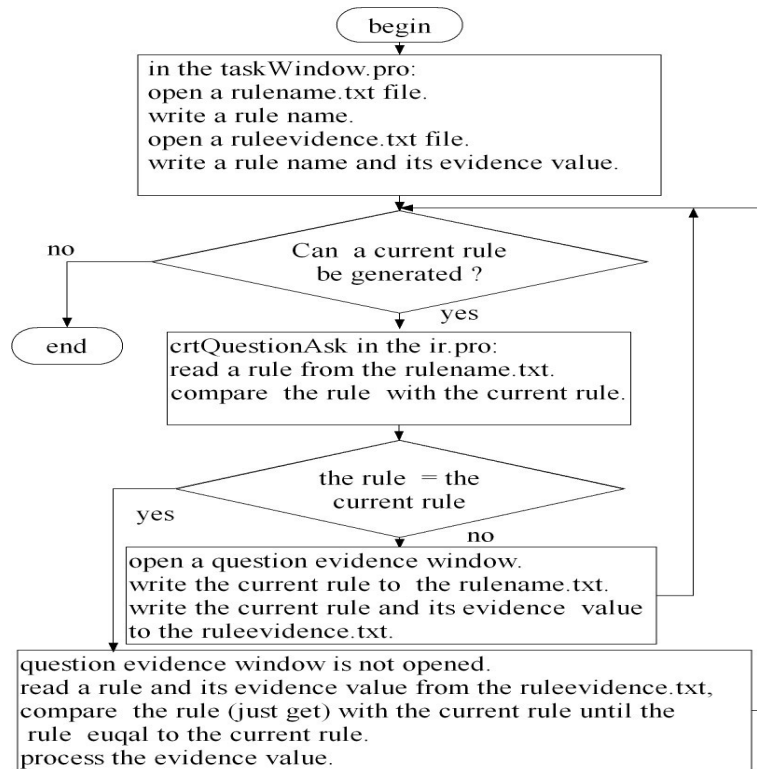 begin
in the taskWindow.pro:
open a rulename.txt file.
write a rule name.
open a ruleevidence.txt file.
write a rule name and its evidence value.
no
Can a current rule
be generated ?
yes
end
crtQuestionAsk in the ir.pro:
read a rule from the rulename.txt.
compare the rule with the current rule.
the rule = the
current rule
yes
no
open a question evidence window.
write the current rule to the rulename.txt.
write the current rule and its evidence value
to the ruleevidence.txt.
question evidence window is not opened.
read a rule and its evidence value from the ruleevidence.txt,
compare the rule (just get) with the current rule until the
rule euqal to the current rule.
process the evidence value.